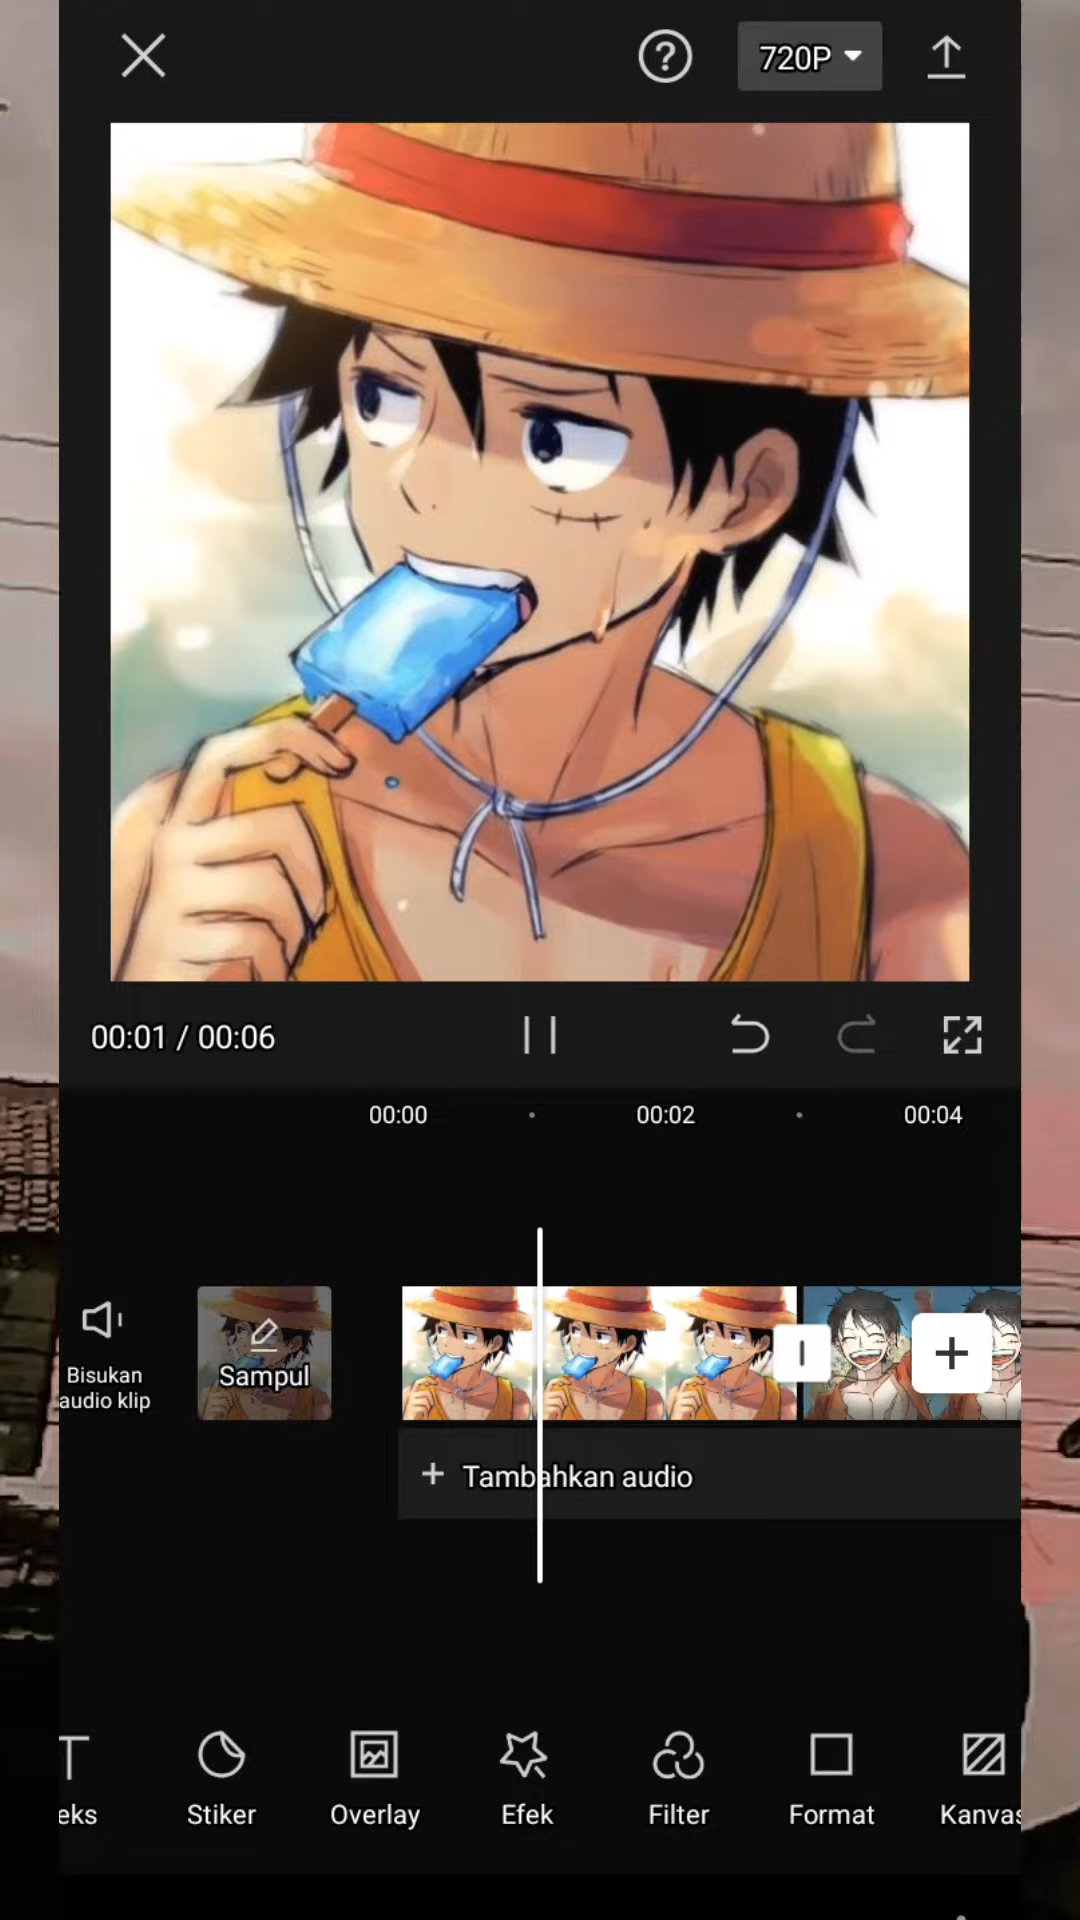 720P
00:01 / 00:06
00:00
00:02
00:04
Bisukan
audio klip
Sampul
+ Tambahkan audio
eks
Stiker
Overlay
Efek
Filter
Format
Kanvas